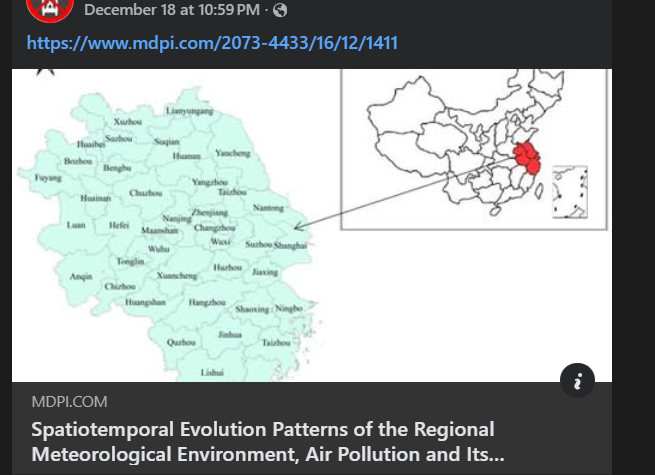 December 18 at 10:59 PM ·
https://www.mdpi.com/2073-4433/16/12/1411
Lianyungang
Xuzhou
Huaibei Suzhou Suqian
Bozhou Huanan Yancheng
Fuyang Bengbu
Yangzhou
Huainan Chuzhou Taizhou
Zhenjiang Nantong
Luan Hefei Nanjing Changzhou
Maanshan
Wuhu Wuxi Suzhou Shanghai
Tonglin
Anqin Xuancheng Huzhou Jiaxing
Chizhou
Huangshan Hangzhou Shaoxing Ningbo
Quzhou Jinhua Taizhou
Lishui
MDPI.COM
Spatiotemporal Evolution Patterns of the Regional
Meteorological Environment, Air Pollution and Its...